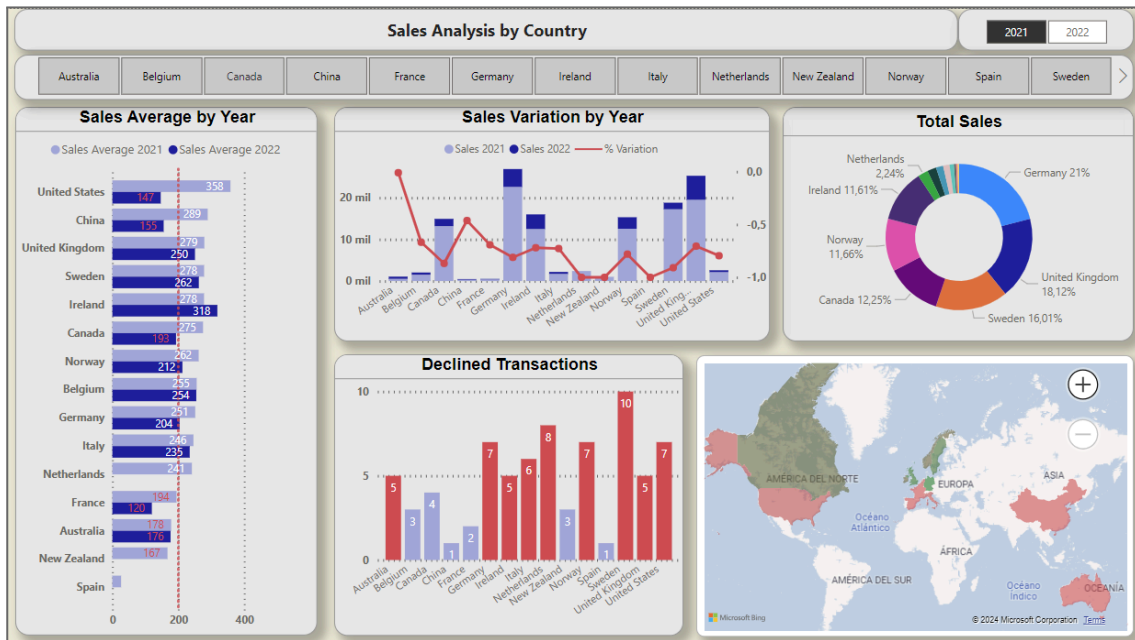 Sales Analysis by Country
2021
2022
Australia
Belgium
Canada
China
France
Germany
Ireland
Italy
Netherlands
New Zealand
Norway
Spain
Sweden
Sales Average by Year
Sales Average 2021 Sales Average 2022
United States 358
147
China 289
155
United Kingdom 279
250
Sweden 278
262
Ireland 278
318
Canada 275
193
Norway 262
212
Belgium 255
254
Germany 251
204
Italy 246
235
Netherlands 241
France 194
120
Australia 178
176
New Zealand 167
Spain
0 200 400
Sales Variation by Year
Sales 2021 Sales 2022 % Variation
20 mil
10 mil
0 mil
0,0
-0,5
-1,0
Australia
Belgium
Canada
China
France
Germany
Ireland
Italy
Netherlands
New Zealand
Norway
Spain
Sweden
United King...
United States
Total Sales
Germany 21%
United Kingdom
18,12%
Sweden 16,01%
Canada 12,25%
Norway
11,66%
Ireland 11,61%
Netherlands
2,24%
Declined Transactions
10
5
0
5
3
4
1
2
7
5
6
8
3
7
1
10
5
7
Australia
Belgium
Canada
China
France
Germany
Ireland
Italy
Netherlands
New Zealand
Norway
Spain
Sweden
United Kingdom
United States
AMÉRICA DEL NORTE
EUROPA
ASIA
Océano
Atlántico
ÁFRICA
AMÉRICA DEL SUR
Océano
Índico
OCEANÍA
Microsoft Bing
© 2024 Microsoft Corporation Terms